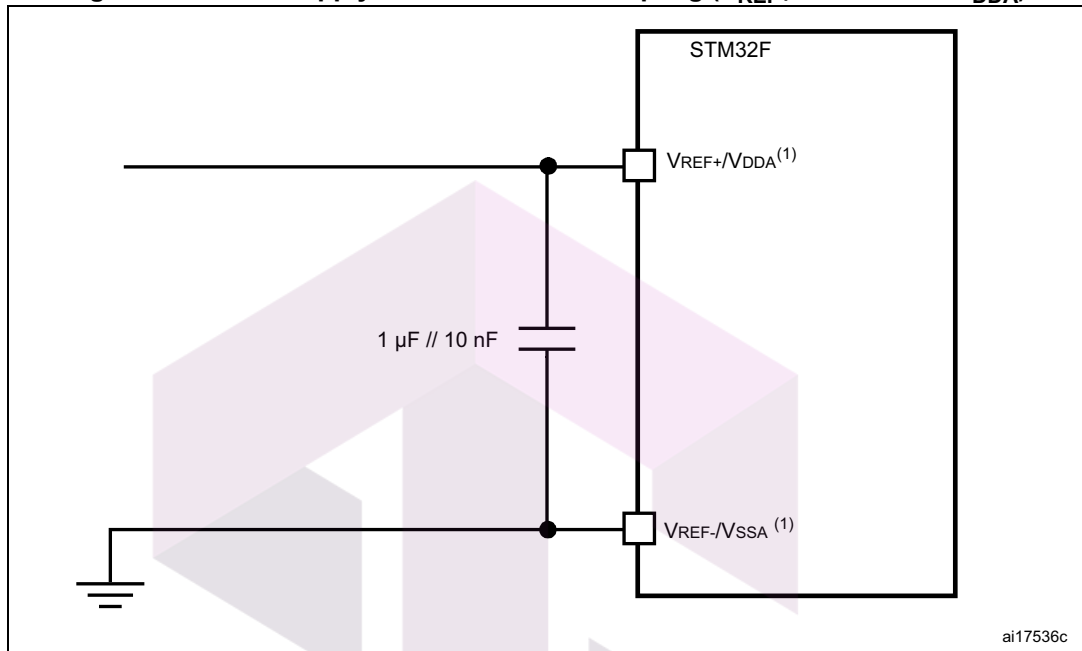 STM32F
VREF+/VDDA(1)
1 µF // 10 nF
VREF-/VSSA (1)
ai17536c